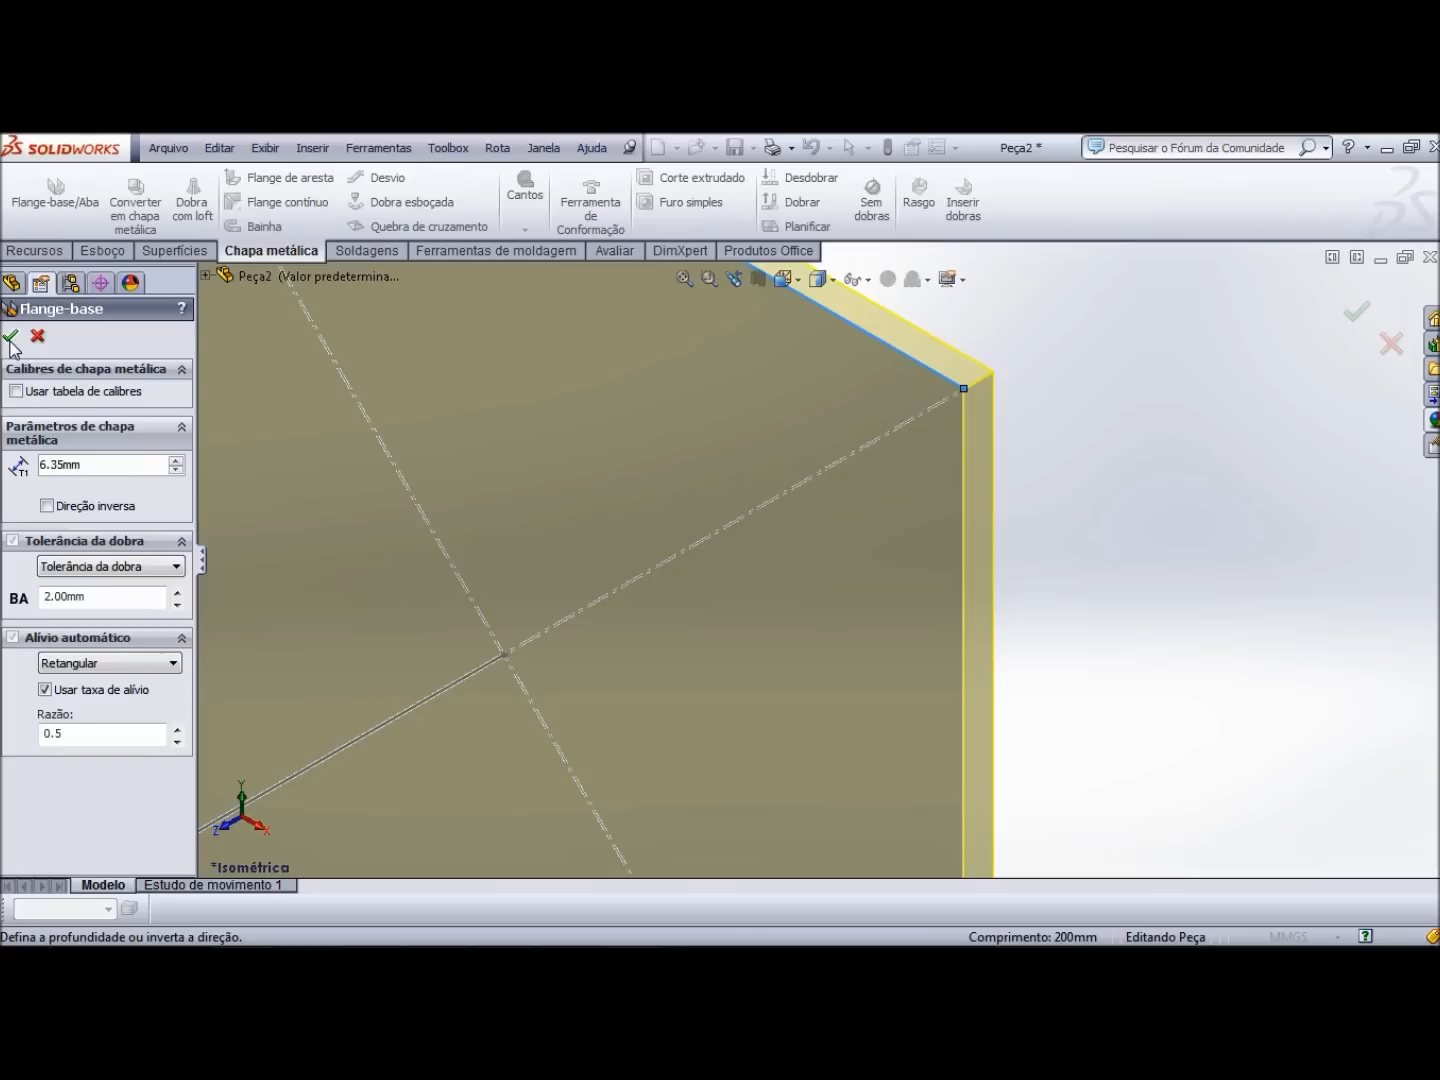 SOLIDWORKS Arquivo Editar Exibir Inserir Ferramentas Toolbox Rota Janela Ajuda Peça2 * Pesquisar o Fórum da Comunidade ?
Flange-base/Aba
Converter em chapa metálica
Dobra com loft
Flange de aresta
Flange contínuo
Bainha
Desvio
Dobra esboçada
Quebra de cruzamento
Cantos
Ferramenta de Conformação
Corte extrudado
Furo simples
Desdobrar
Dobrar
Planificar
Sem dobras
Rasgo
Inserir dobras
Recursos Esboço Superfícies Chapa metálica Soldagens Ferramentas de moldagem Avaliar DimXpert Produtos Office
Peça2 (Valor predetermina...
Flange-base ?
Calibres de chapa metálica
Usar tabela de calibres
Parâmetros de chapa
metálica
T1 6.35mm
Direção inversa
Tolerância da dobra
Tolerância da dobra
BA 2.00mm
Alívio automático
Retangular
Usar taxa de alívio
Razão:
0.5
Y
Z X
*Isométrica
Modelo Estudo de movimento 1
Defina a profundidade ou inverta a direção. Comprimento: 200mm Editando Peça MMGS - ?